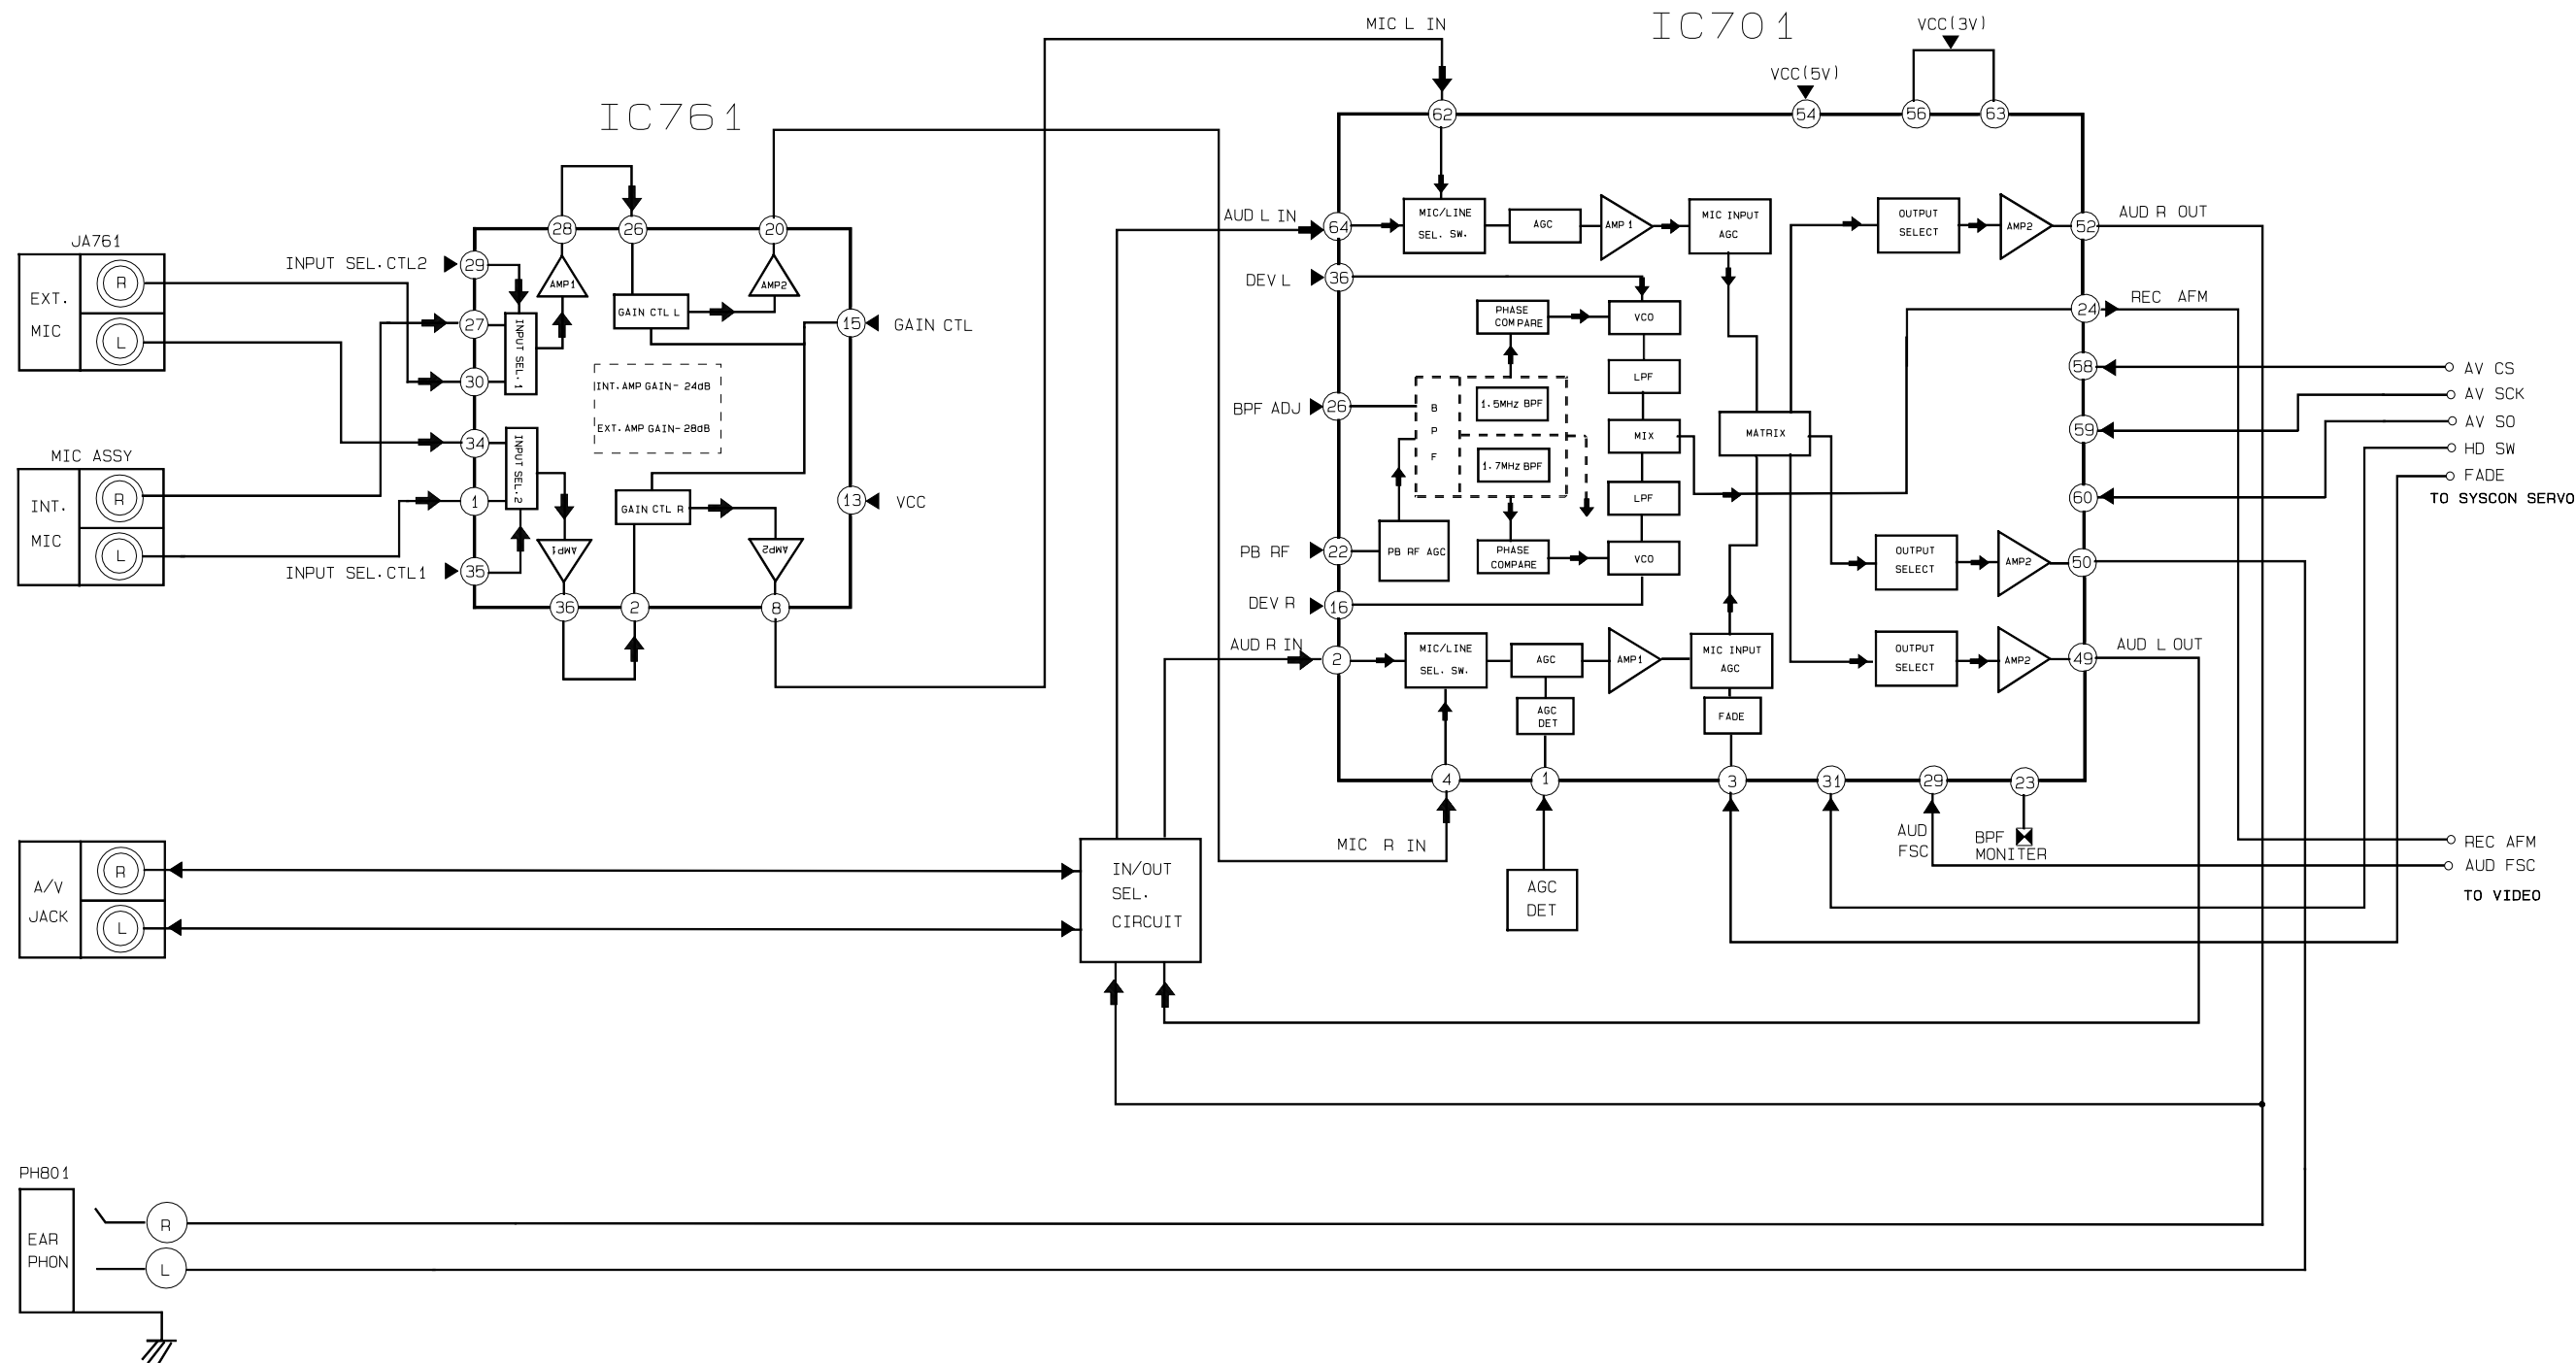 IC701
MIC L IN
VCC(3V)
VCC(5V)
IC761
62
54
56
63
JA761
EXT.
MIC
R
L
MIC ASSY
INT.
MIC
R
L
INPUT SEL.CTL2
INPUT SEL.CTL1
28
26
20
29
27
30
34
1
35
36
2
8
15
13
GAIN CTL
VCC
AMP1
AMP2
GAIN CTL L
INPUT SEL.1
INPUT SEL.2
INT.AMP GAIN- 24dB
EXT.AMP GAIN- 28dB
GAIN CTL R
AMP1
AMP2
AUD L IN
64
DEV L
36
BPF ADJ
26
PB RF
22
DEV R
16
AUD R IN
2
MIC/LINE
SEL. SW.
AGC
AMP 1
MIC INPUT
AGC
OUTPUT
SELECT
AMP2
52
AUD R OUT
PHASE
COMPARE
VCO
24
REC AFM
LPF
58
AV CS
B
P
F
1.5MHz BPF
AV SCK
MIX
MATRIX
59
AV SO
HD SW
1.7MHz BPF
FADE
LPF
60
TO SYSCON SERVO
PB RF AGC
PHASE
COMPARE
VCO
OUTPUT
SELECT
AMP2
50
MIC/LINE
SEL. SW.
AGC
AMP1
MIC INPUT
AGC
OUTPUT
SELECT
AMP2
49
AUD L OUT
AGC
DET
FADE
4
1
3
31
29
23
MIC R IN
AUD
FSC
BPF
MONITER
REC AFM
AUD FSC
TO VIDEO
AGC
DET
A/V
JACK
R
L
IN/OUT
SEL.
CIRCUIT
PH801
EAR
PHON
R
L